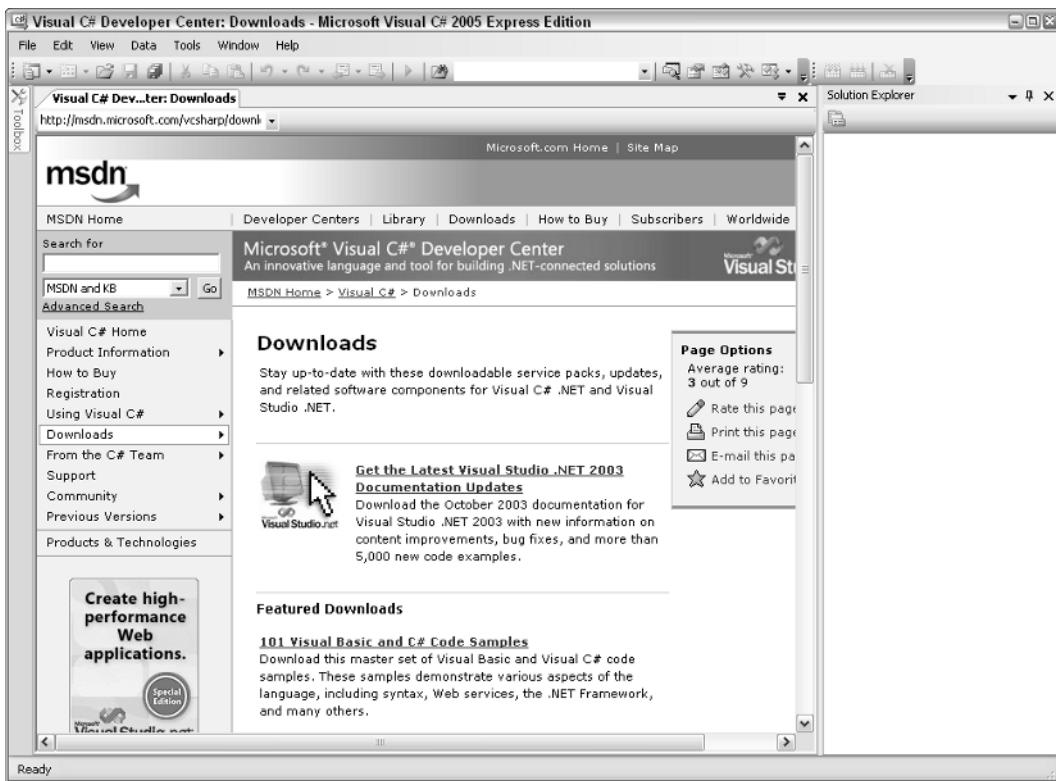 Visual C# Developer Center: Downloads - Microsoft Visual C# 2005 Express Edition
File Edit View Data Tools Window Help
Toolbox
Visual C# Dev...ter: Downloads
Solution Explorer
http://msdn.microsoft.com/vcsharp/downl
Microsoft.com Home | Site Map
msdn
MSDN Home
Developer Centers | Library | Downloads | How to Buy | Subscribers | Worldwide
Search for
MSDN and KB
Go
Advanced Search
Microsoft® Visual C#® Developer Center
An innovative language and tool for building .NET-connected solutions
Microsoft
Visual St
MSDN Home > Visual C# > Downloads
Visual C# Home
Product Information
How to Buy
Registration
Using Visual C#
Downloads
From the C# Team
Support
Community
Previous Versions
Products & Technologies
Create high-
performance
Web
applications.
Special
Edition
Microsoft
Visual Studio.net
Downloads
Stay up-to-date with these downloadable service packs, updates,
and related software components for Visual C# .NET and Visual
Studio .NET.
Visual Studio.net
Get the Latest Visual Studio .NET 2003
Documentation Updates
Download the October 2003 documentation for
Visual Studio .NET 2003 with new information on
content improvements, bug fixes, and more than
5,000 new code examples.
Featured Downloads
101 Visual Basic and C# Code Samples
Download this master set of Visual Basic and Visual C# code
samples. These samples demonstrate various aspects of the
language, including syntax, Web services, the .NET Framework,
and many others.
Page Options
Average rating:
3 out of 9
Rate this page
Print this page
E-mail this pa
Add to Favorit
Ready